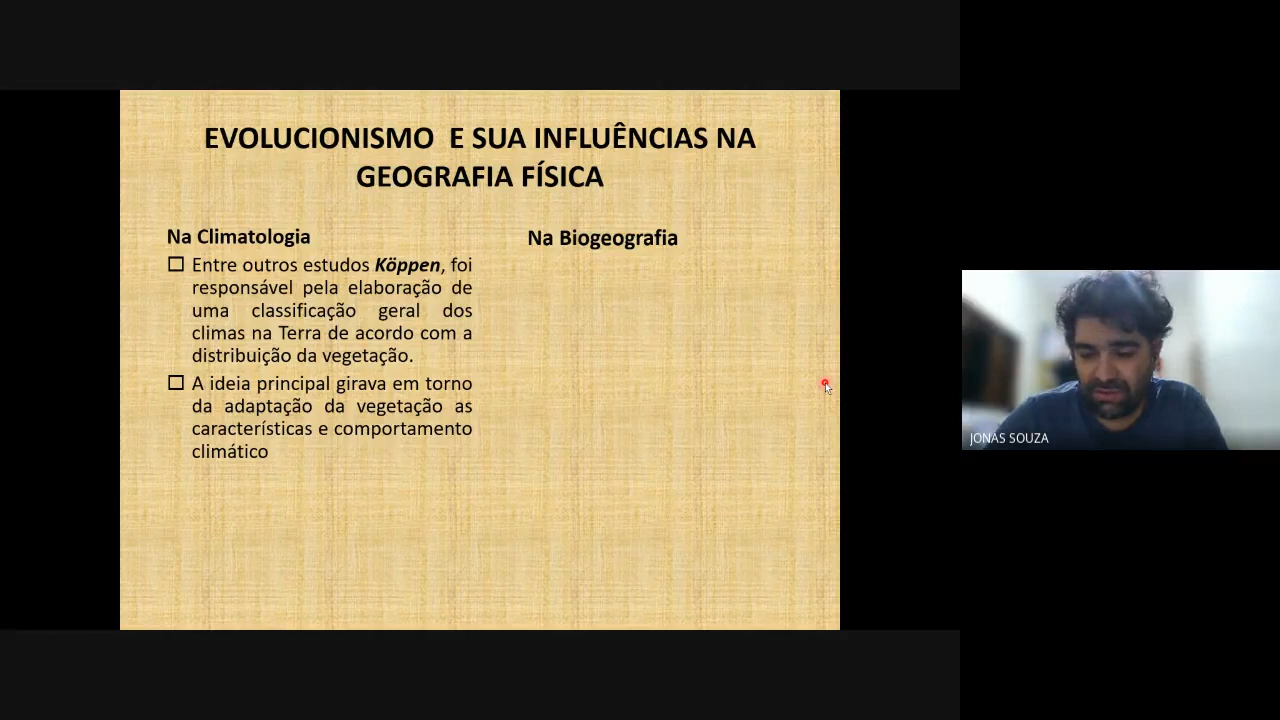 EVOLUCIONISMO E SUA INFLUÊNCIAS NA
GEOGRAFIA FÍSICA
Na Climatologia
Entre outros estudos Köppen, foi
responsável pela elaboração de
uma classificação geral dos
climas na Terra de acordo com a
distribuição da vegetação.
A ideia principal girava em torno
da adaptação da vegetação as
características e comportamento
climático
Na Biogeografia
JONAS SOUZA